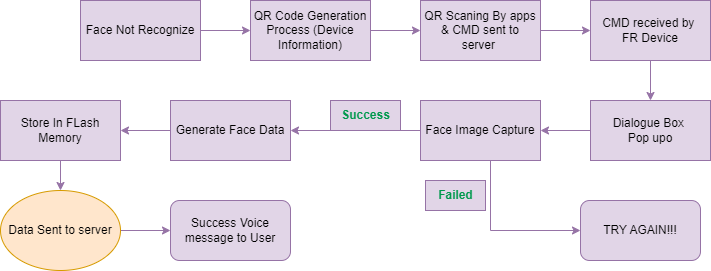 Face Not Recognize
QR Code Generation
Process (Device
Information)
QR Scaning By apps
& CMD sent to
server
CMD received by
FR Device
Store In FLash
Memory
Generate Face Data
Success
Face Image Capture
Dialogue Box
Pop upo
Failed
Data Sent to server
Success Voice
message to User
TRY AGAIN!!!